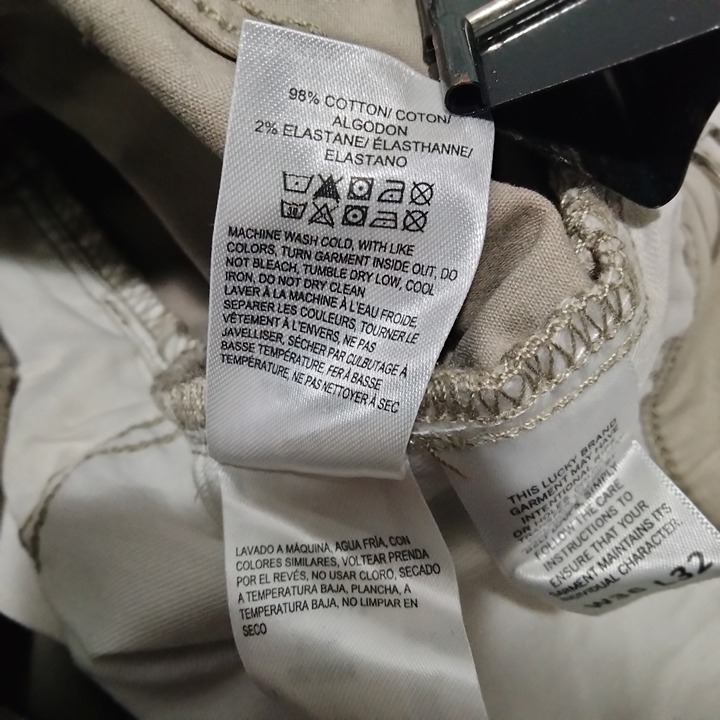 98% COTTON/ COTON/
ALGODON
2% ELASTANE/ ÉLASTHANNE/
ELASTANO
30
MACHINE WASH COLD, WITH LIKE
COLORS, TURN GARMENT INSIDE OUT, DO
NOT BLEACH, TUMBLE DRY LOW, COOL
IRON, DO NOT DRY CLEAN
LAVER À LA MACHINE À L'EAU FROIDE,
SEPARER LES COULEURS, TOURNER LE
VÊTEMENT À L'ENVERS, NE PAS
JAVELLISER, SÉCHER PAR CULBUTAGE À
BASSE TEMPÉRATURE, FER À BASSE
TEMPÉRATURE, NE PAS NETTOYER À SEC
LAVADO A MÁQUINA, AGUA FRÍA, CON
COLORES SIMILARES, VOLTEAR PRENDA
POR EL REVÉS, NO USAR CLORO, SECADO
A TEMPERATURA BAJA, PLANCHA, A
TEMPERATURA BAJA, NO LIMPIAR EN
SECO
THIS LUCKY BRAND
GARMENT MAY HAVE
INTENTIONAL
FOLLOW THE CARE
INSTRUCTIONS TO
ENSURE THAT YOUR
GARMENT MAINTAINS IT'S
INDIVIDUAL CHARACTER.
L32